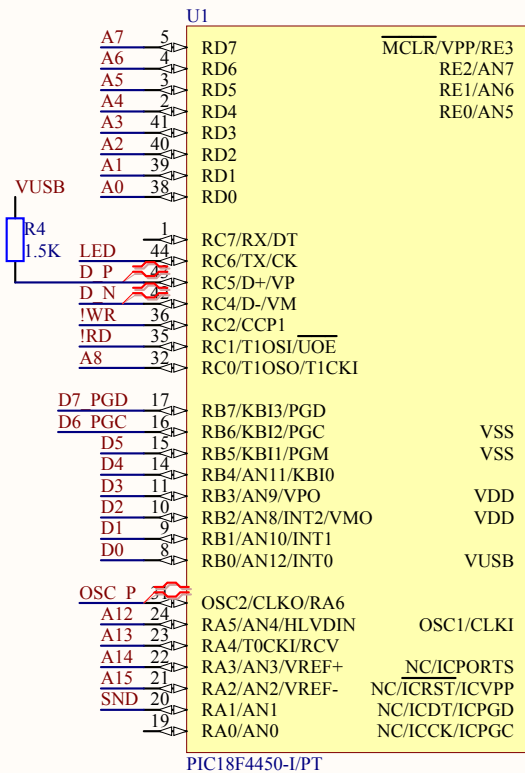 U1
A7 5 RD7 MCLR/VPP/RE3
A6 4 RD6 RE2/AN7
A5 3 RD5 RE1/AN6
A4 2 RD4 RE0/AN5
A3 41 RD3
A2 40 RD2
A1 39 RD1
A0 38 RD0
VUSB
R4
1.5K
1 RC7/RX/DT
LED 44 RC6/TX/CK
D_P 43 RC5/D+/VP
D_N 42 RC4/D-/VM
!WR 36 RC2/CCP1
!RD 35 RC1/T1OSI/UOE
A8 32 RC0/T1OSO/T1CKI
D7_PGD 17 RB7/KBI3/PGD
D6_PGC 16 RB6/KBI2/PGC VSS
D5 15 RB5/KBI1/PGM VSS
D4 14 RB4/AN11/KBI0
D3 11 RB3/AN9/VPO VDD
D2 10 RB2/AN8/INT2/VMO VDD
D1 9 RB1/AN10/INT1
D0 8 RB0/AN12/INT0 VUSB
OSC_P 31 OSC2/CLKO/RA6
A12 24 RA5/AN4/HLVDIN OSC1/CLKI
A13 23 RA4/T0CKI/RCV
A14 22 RA3/AN3/VREF+ NC/ICPORTS
A15 21 RA2/AN2/VREF- NC/ICRST/ICVPP
SND 20 RA1/AN1 NC/ICDT/ICPGD
19 RA0/AN0 NC/ICCK/ICPGC
PIC18F4450-I/PT